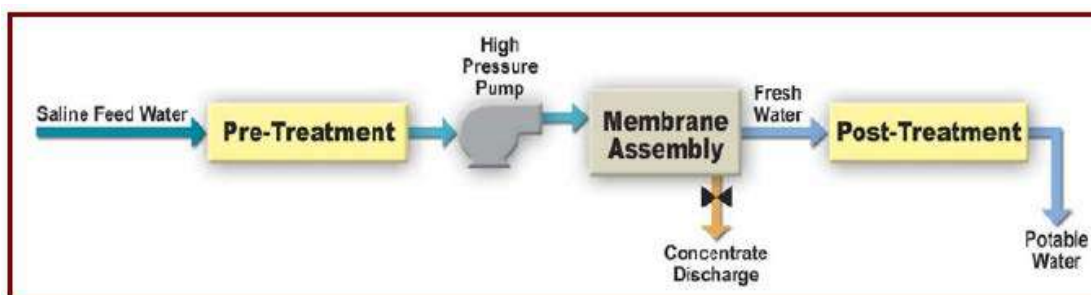 Saline Feed Water
Pre-Treatment
High
Pressure
Pump
Membrane
Assembly
Fresh
Water
Post-Treatment
Concentrate
Discharge
Potable
Water